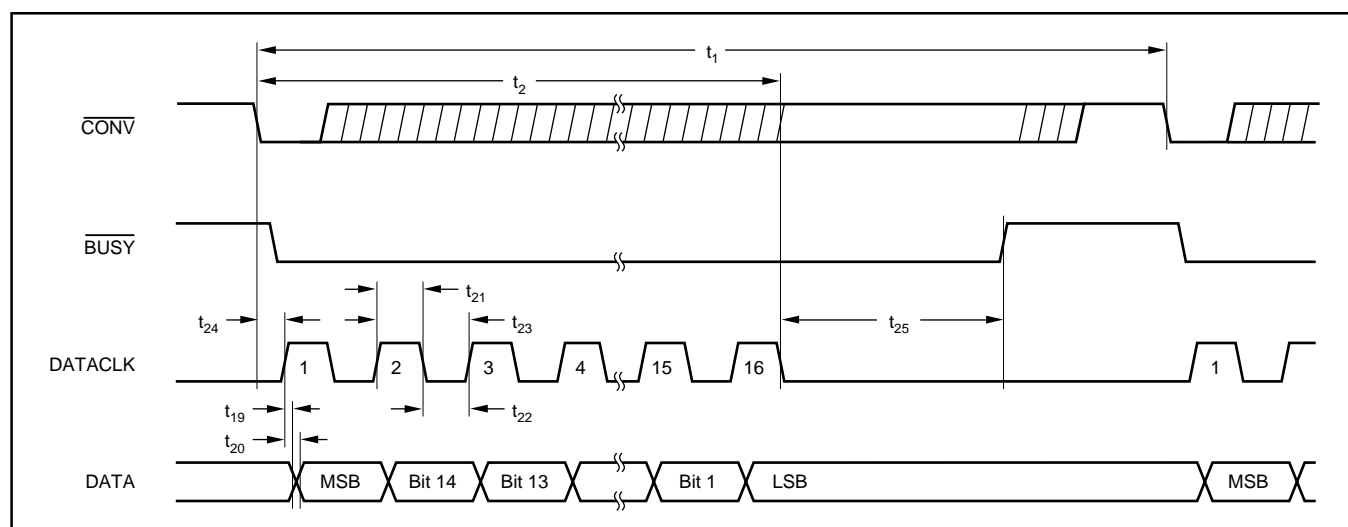 t1
t2
CONV
BUSY
t21
t24 t23 t25
DATACLK 1 2 3 4 15 16 1
t19 t22
t20
DATA MSB Bit 14 Bit 13 Bit 1 LSB MSB